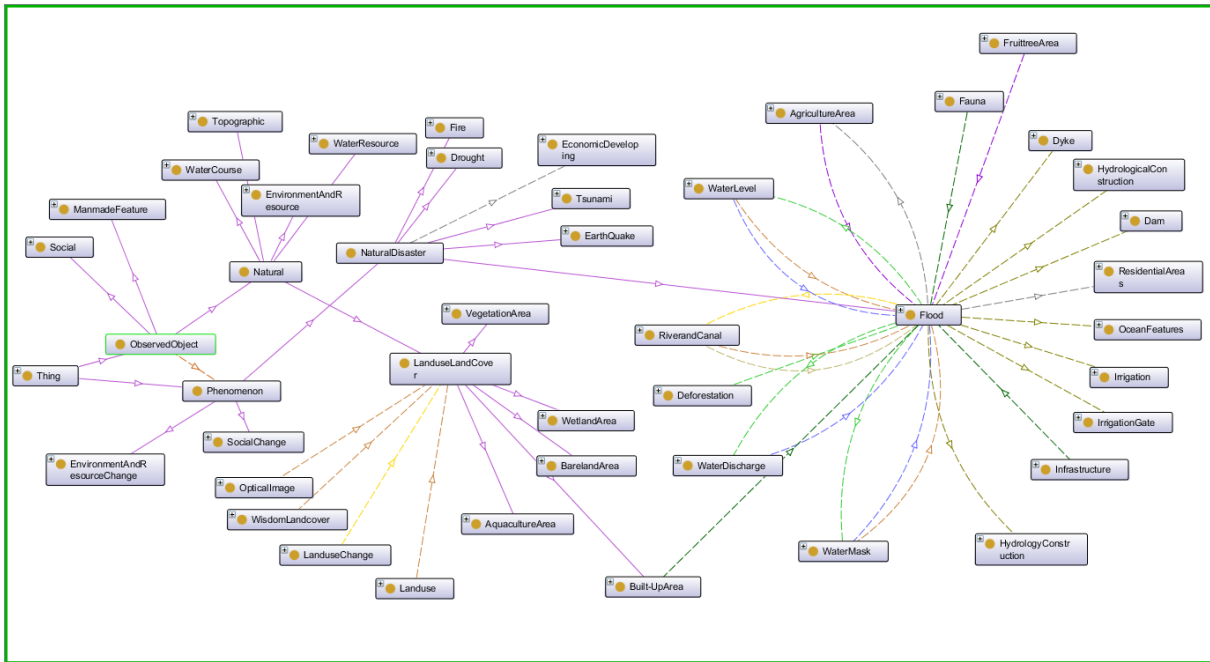 FruittreeArea
Fauna
AgricultureArea
Topographic
Fire
Dyke
WaterResource
Drought
EconomicDevelop
ing
WaterCourse
HydrologicalCon
struction
WaterLevel
EnvironmentAndR
esource
Tsunami
ManmadeFeature
Dam
EarthQuake
Social
NaturalDisaster
Natural
ResidentialArea
s
VegetationArea
Flood
RiverandCanal
OceanFeatures
ObservedObject
LanduseLandCove
r
Thing
Phenomenon
Irrigation
Deforestation
WetlandArea
IrrigationGate
SocialChange
EnvironmentAndR
esourceChange
BarelandArea
WaterDischarge
Infrastructure
OpticalImage
WisdomLandcover
AquacultureArea
LanduseChange
WaterMask
HydrologyConstr
uction
Landuse
Built-UpArea